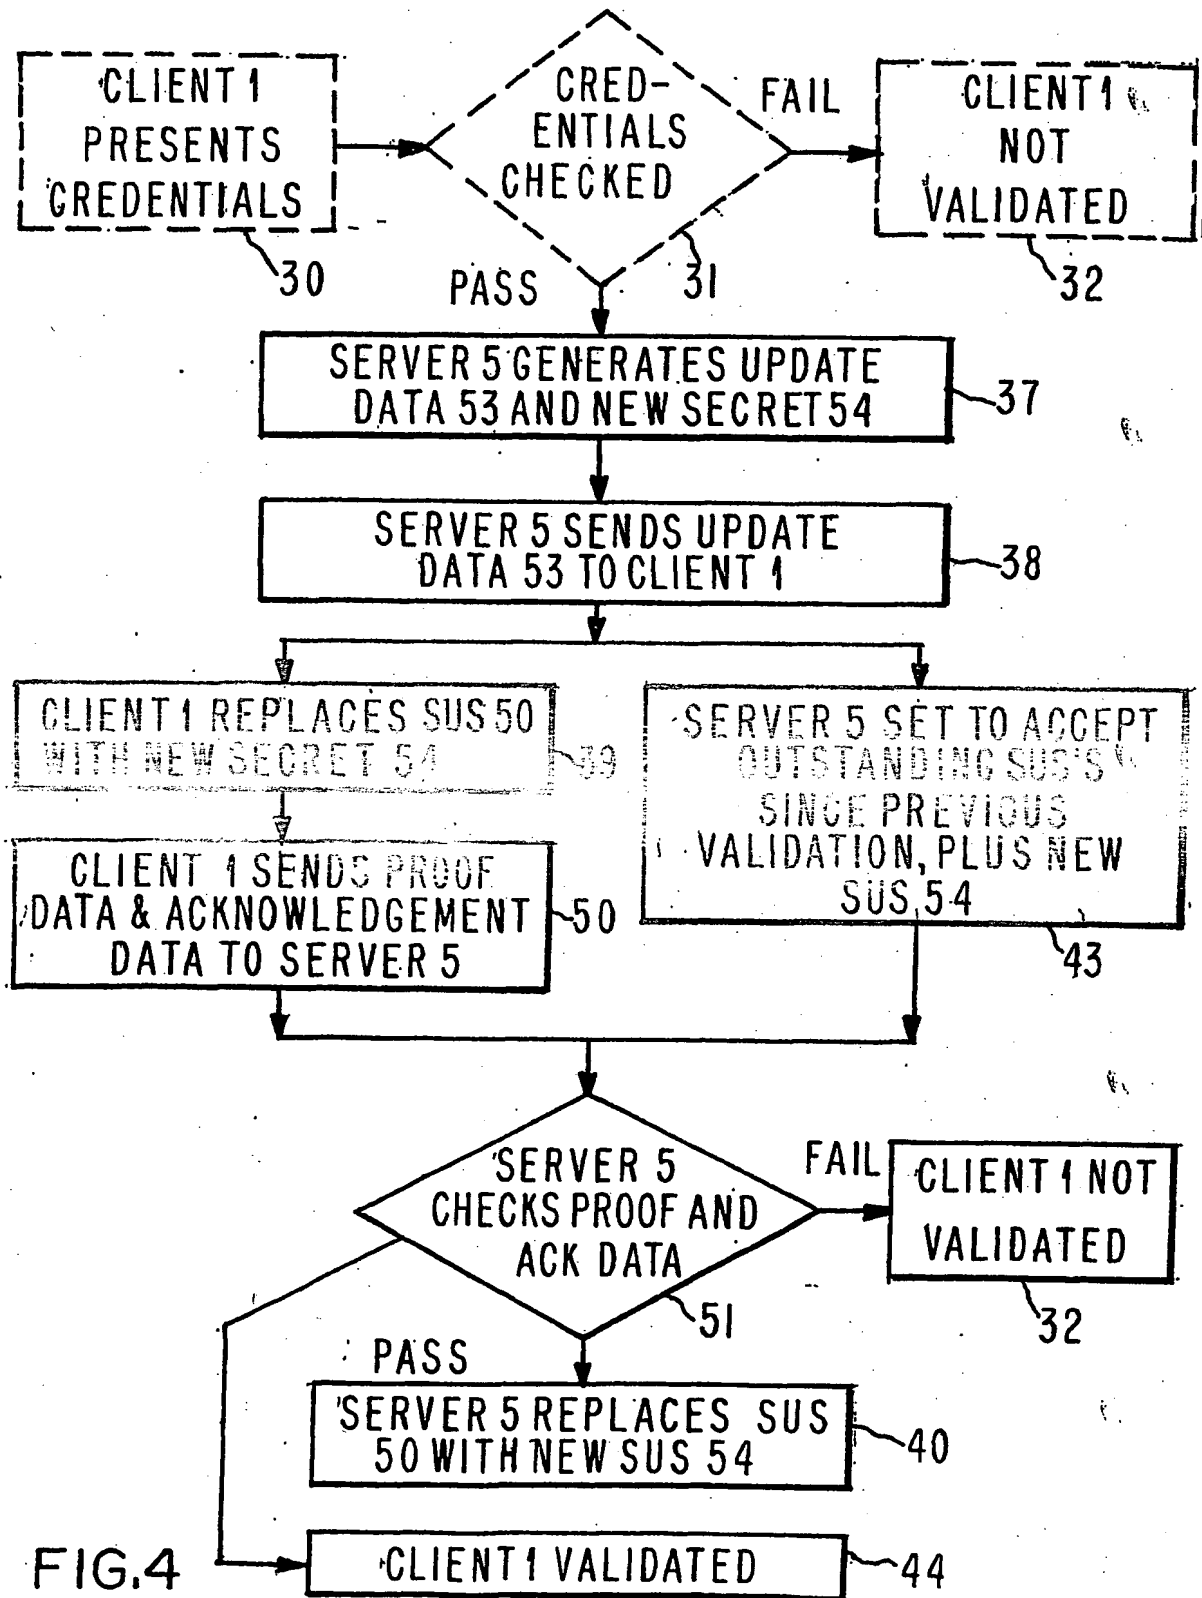 CLIENT 1
PRESENTS
CREDENTIALS
30
CRED-
ENTIALS
CHECKED
31
FAIL
CLIENT 1
NOT
VALIDATED
32
PASS
SERVER 5 GENERATES UPDATE
DATA 53 AND NEW SECRET 54
37
SERVER 5 SENDS UPDATE
DATA 53 TO CLIENT 1
38
CLIENT 1 REPLACES SUS 50
WITH NEW SECRET 54
39
SERVER 5 SET TO ACCEPT
OUTSTANDING SUS'S
SINCE PREVIOUS
VALIDATION, PLUS NEW
SUS 54
43
CLIENT 1 SENDS PROOF
DATA & ACKNOWLEDGEMENT
DATA TO SERVER 5
50
SERVER 5
CHECKS PROOF AND
ACK DATA
51
FAIL
CLIENT 1 NOT
VALIDATED
32
PASS
SERVER 5 REPLACES SUS
50 WITH NEW SUS 54
40
CLIENT 1 VALIDATED
44
FIG.4